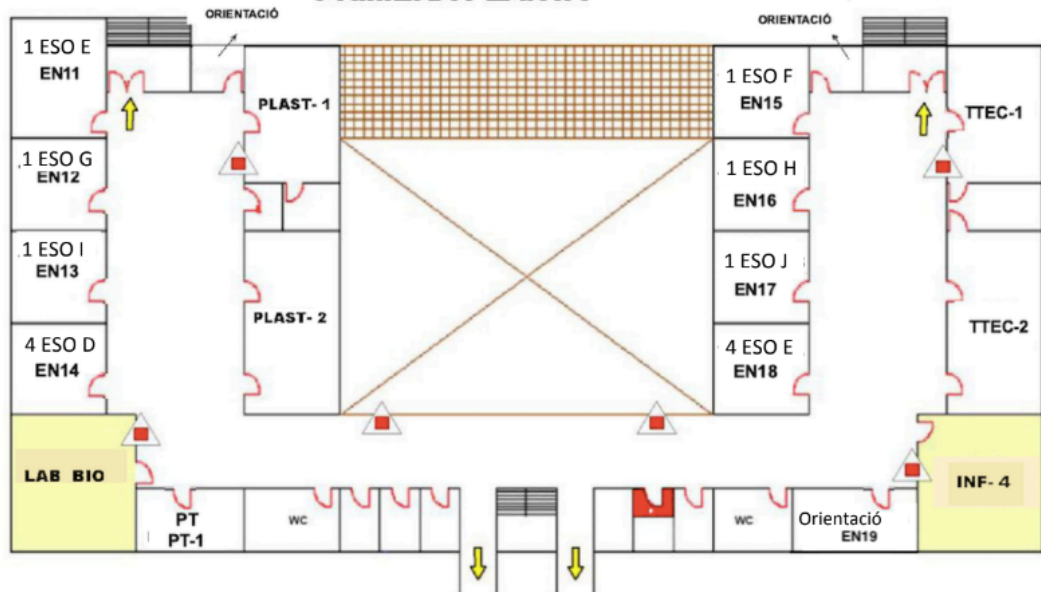 ORIENTACIÓ
ORIENTACIÓ
1 ESO E
EN11
PLAST- 1
1 ESO F
EN15
TTEC-1
1 ESO G
EN12
1 ESO H
EN16
1 ESO I
EN13
PLAST- 2
1 ESO J
EN17
TTEC-2
4 ESO D
EN14
4 ESO E
EN18
LAB BIO
INF- 4
PT
PT-1
WC
WC
Orientació
EN19